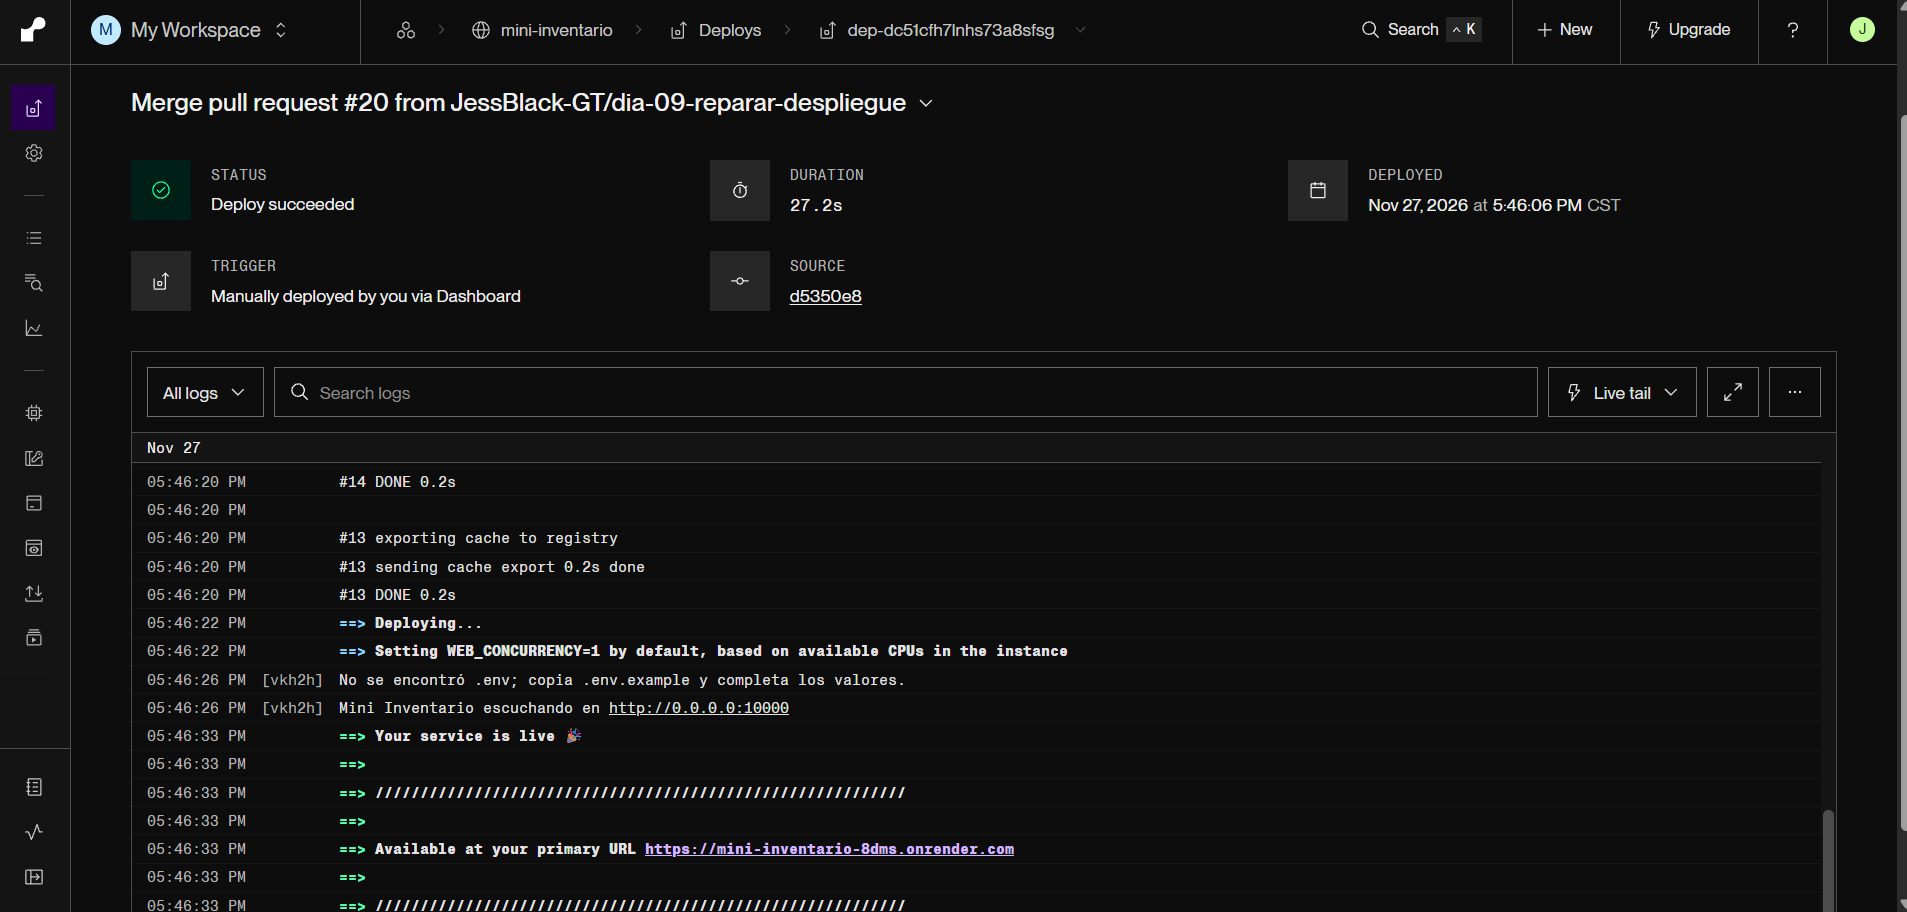 M My Workspace
mini-inventario
Deploys
dep-dc51cfh7lnhs73a8sfsg
Search ^ K
+ New
Upgrade
?
J
Merge pull request #20 from JessBlack-GT/dia-09-reparar-despliegue
STATUS
Deploy succeeded
DURATION
27.2s
DEPLOYED
Nov 27, 2026 at 5:46:06 PM CST
TRIGGER
Manually deployed by you via Dashboard
SOURCE
d5350e8
All logs
Search logs
Live tail
...
Nov 27
05:46:20 PM #14 DONE 0.2s
05:46:20 PM
05:46:20 PM #13 exporting cache to registry
05:46:20 PM #13 sending cache export 0.2s done
05:46:20 PM #13 DONE 0.2s
05:46:22 PM ==> Deploying...
05:46:22 PM ==> Setting WEB_CONCURRENCY=1 by default, based on available CPUs in the instance
05:46:26 PM [vkh2h] No se encontró .env; copia .env.example y completa los valores.
05:46:26 PM [vkh2h] Mini Inventario escuchando en http://0.0.0.0:10000
05:46:33 PM ==> Your service is live 🎉
05:46:33 PM ==>
05:46:33 PM ==> ///////////////////////////////////////////////////////////
05:46:33 PM ==>
05:46:33 PM ==> Available at your primary URL https://mini-inventario-8dms.onrender.com
05:46:33 PM ==>
05:46:33 PM ==> ///////////////////////////////////////////////////////////